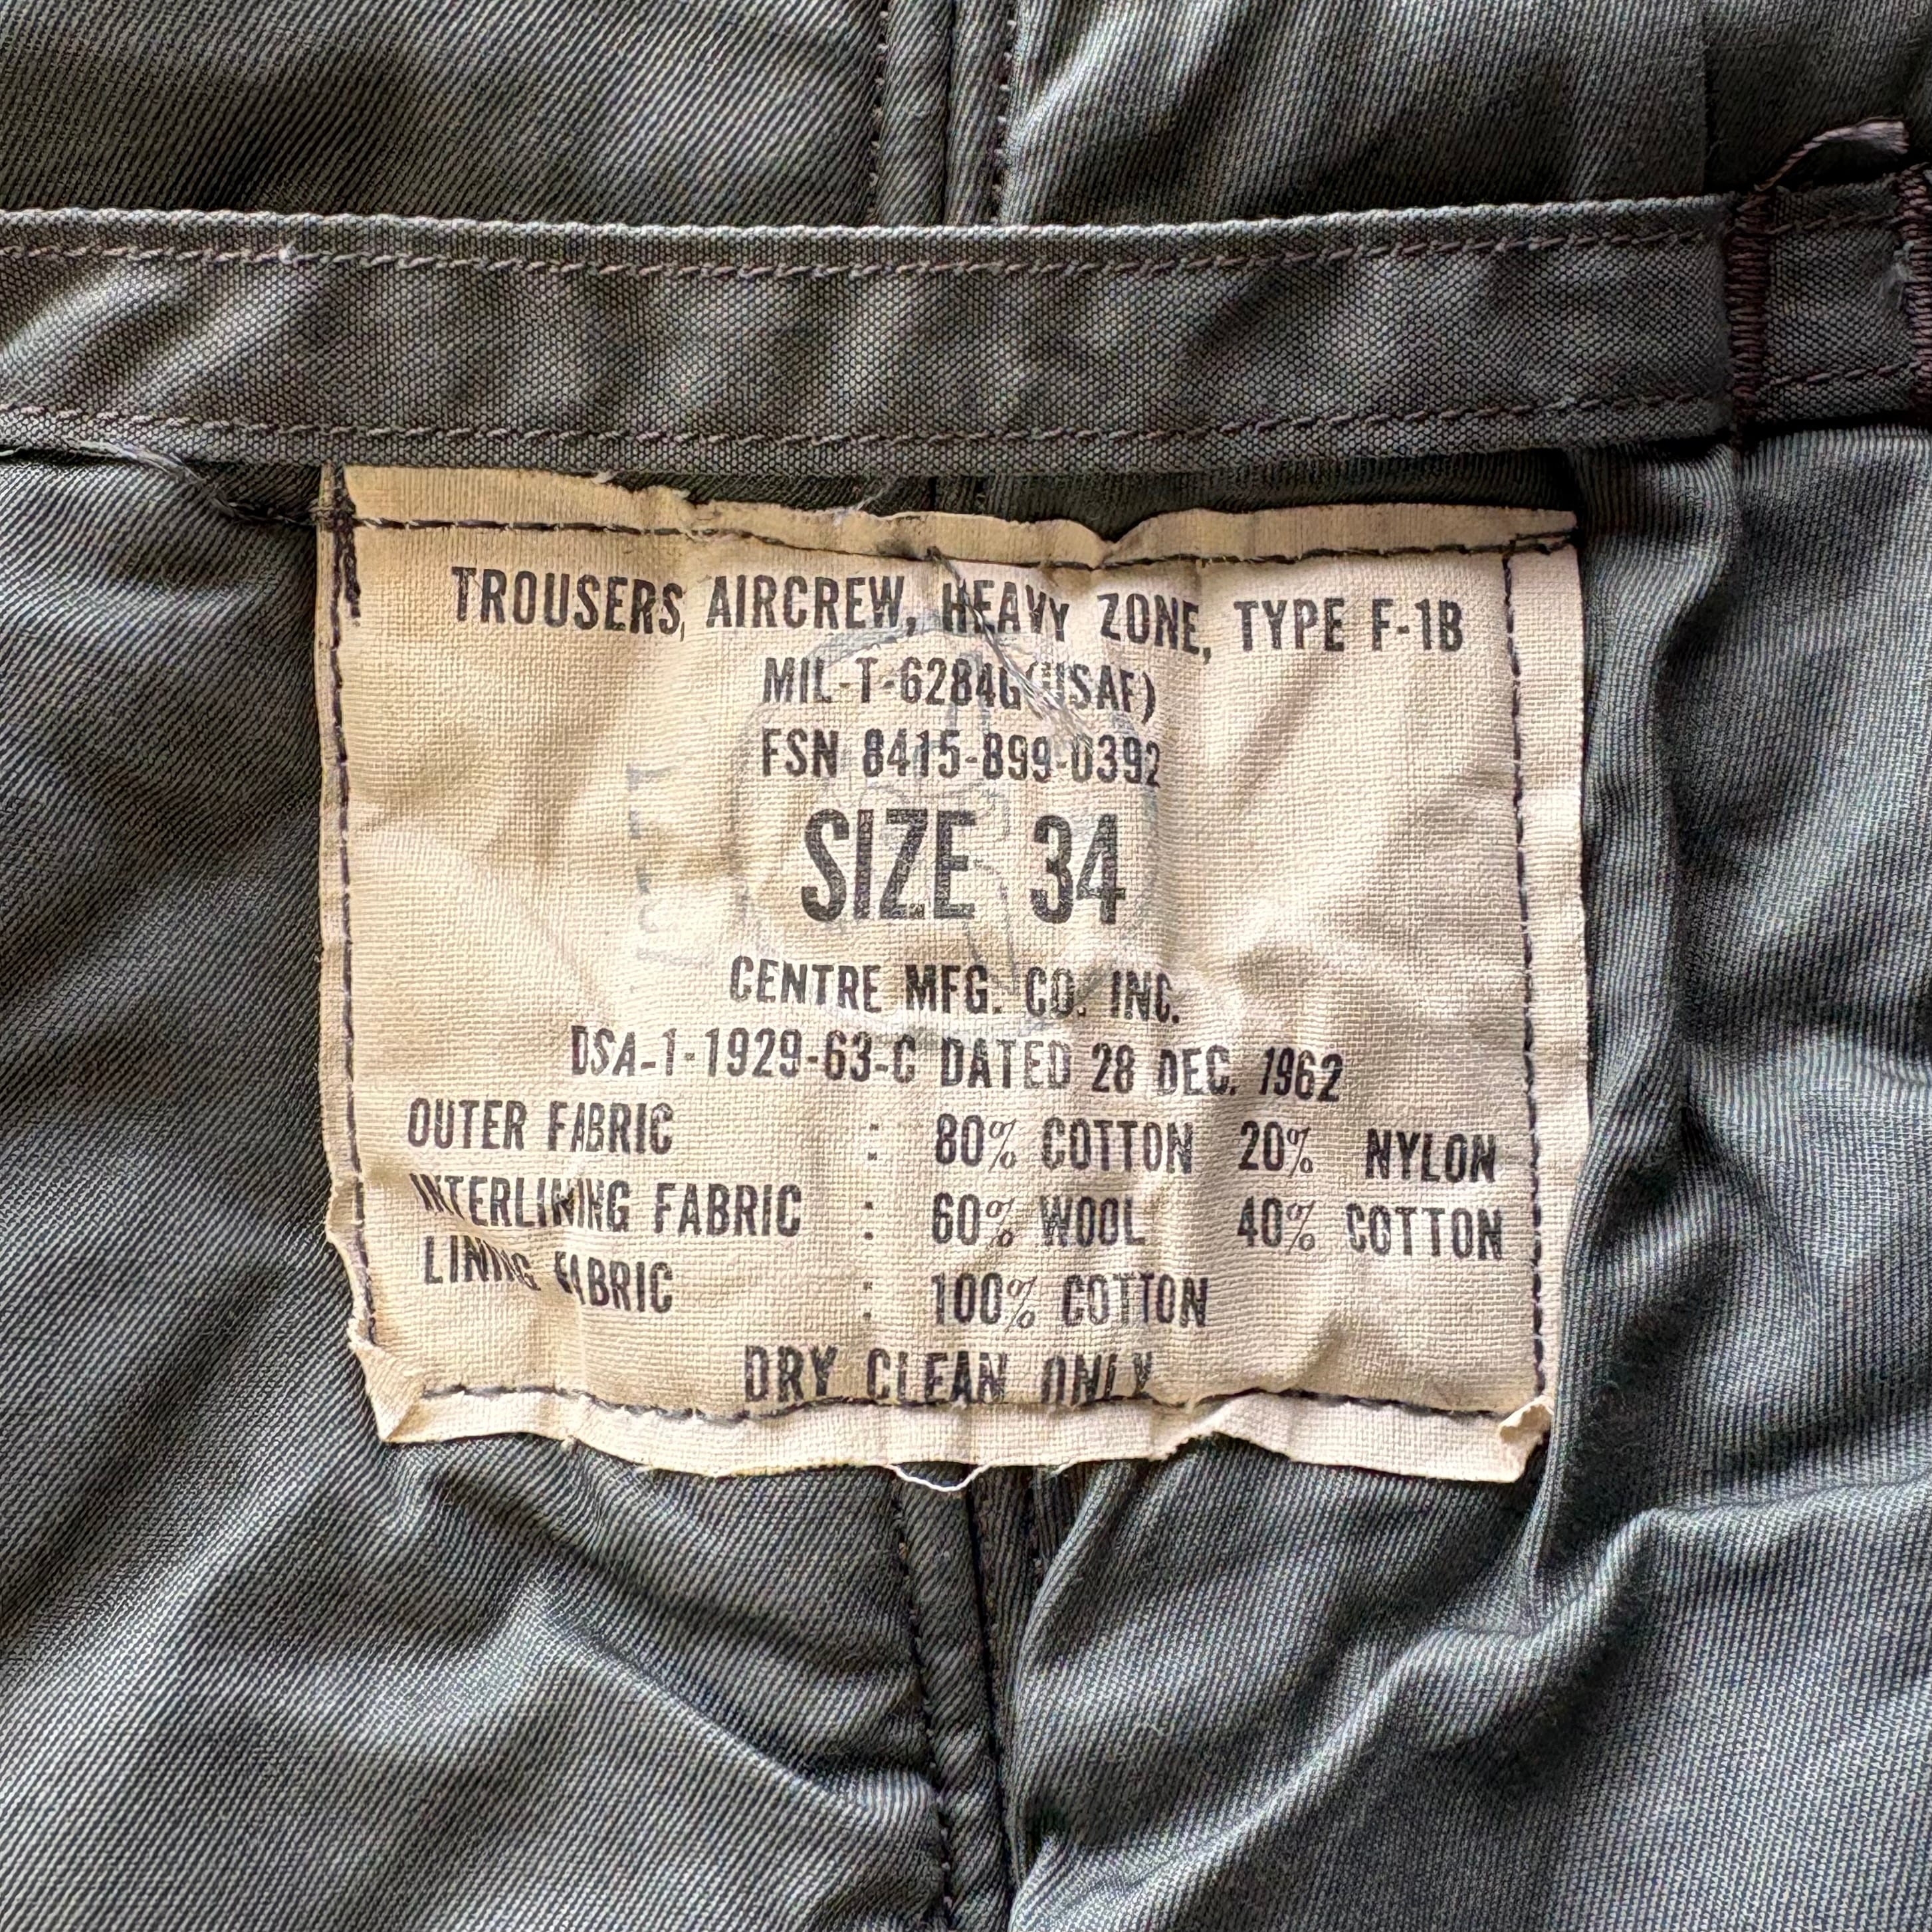 TROUSERS, AIRCREW, HEAVY ZONE, TYPE F-1B
MIL-T-6284G(USAF)
FSN 8415-899-0392
SIZE 34
CENTRE MFG. CO. INC.
DSA-1-1929-63-C DATED 28 DEC. 1962
OUTER FABRIC : 80% COTTON 20% NYLON
INTERLINING FABRIC : 60% WOOL 40% COTTON
LINING FABRIC : 100% COTTON
DRY CLEAN ONLY